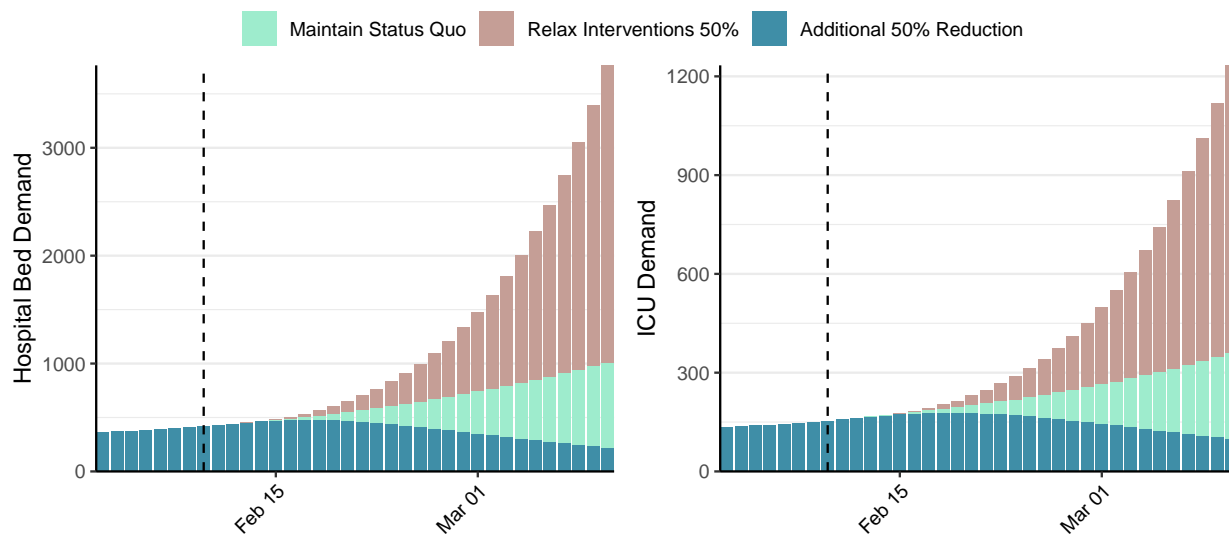 Maintain Status Quo Relax Interventions 50% Additional 50% Reduction
Hospital Bed Demand
3000
2000
1000
0
Feb 15
Mar 01
ICU Demand
1200
900
600
300
0
Feb 15
Mar 01